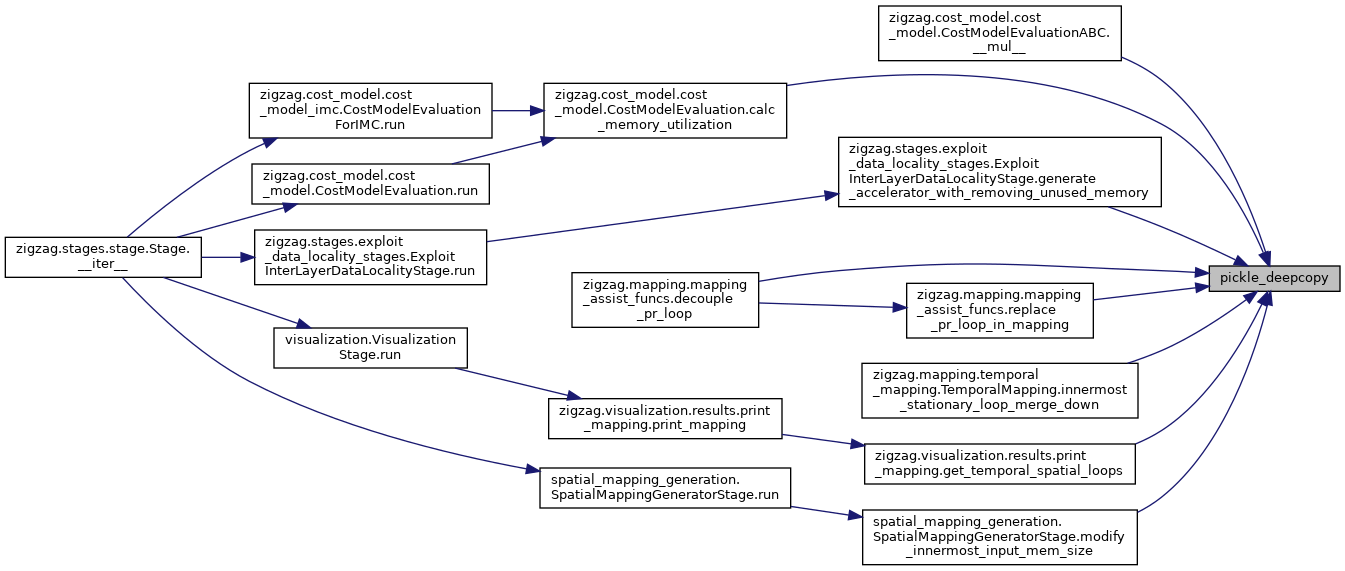 zigzag.cost_model.cost
_model.CostModelEvaluationABC.
__mul__
zigzag.cost_model.cost
_model_imc.CostModelEvaluation
ForIMC.run
zigzag.cost_model.cost
_model.CostModelEvaluation.calc
_memory_utilization
zigzag.stages.exploit
_data_locality_stages.Exploit
InterLayerDataLocalityStage.generate
_accelerator_with_removing_unused_memory
zigzag.cost_model.cost
_model.CostModelEvaluation.run
zigzag.stages.stage.Stage.
__iter__
zigzag.stages.exploit
_data_locality_stages.Exploit
InterLayerDataLocalityStage.run
pickle_deepcopy
zigzag.mapping.mapping
_assist_funcs.decouple
_pr_loop
zigzag.mapping.mapping
_assist_funcs.replace
_pr_loop_in_mapping
visualization.Visualization
Stage.run
zigzag.mapping.temporal
_mapping.TemporalMapping.innermost
_stationary_loop_merge_down
zigzag.visualization.results.print
_mapping.print_mapping
zigzag.visualization.results.print
_mapping.get_temporal_spatial_loops
spatial_mapping_generation.
SpatialMappingGeneratorStage.run
spatial_mapping_generation.
SpatialMappingGeneratorStage.modify
_innermost_input_mem_size